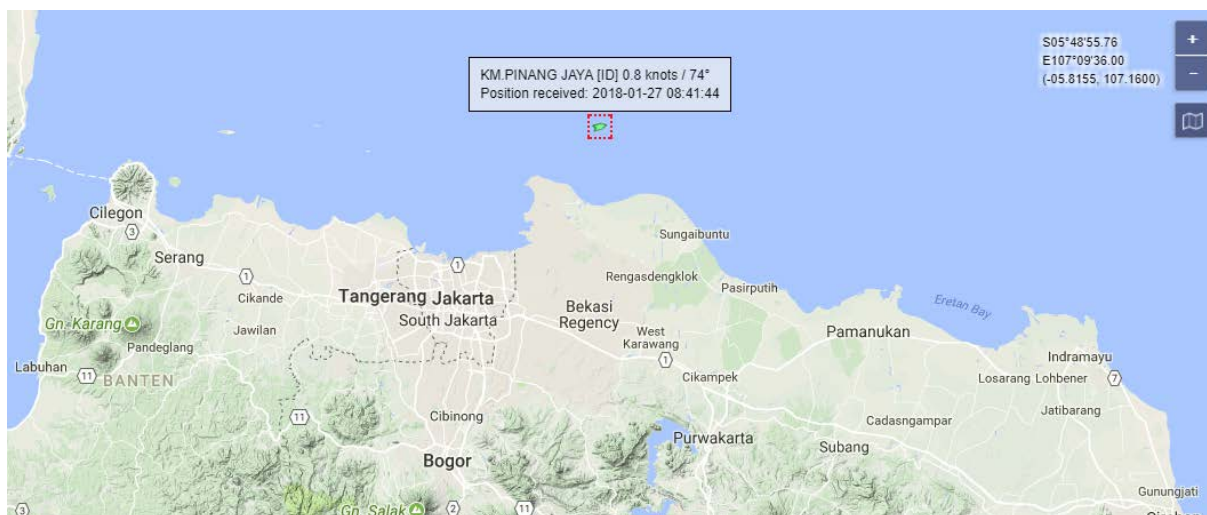 KM.PINANG JAYA [ID] 0.8 knots / 74°
Position received: 2018-01-27 08:41:44
S05°48'55.76
E107°09'36.00
(-05.8155, 107.1600)
+
−
Cilegon
3
Serang
1
Cikande
Tangerang
Jakarta
1
South Jakarta
Jawilan
Gn. Karang
Pandeglang
Labuhan
11
BANTEN
11
Cibinong
Bogor
2
11
Gn. Salak
3
Sungaibuntu
Rengasdengklok
Pasirputih
Bekasi
Regency
West
Karawang
1
Cikampek
Purwakarta
Eretan Bay
Pamanukan
Indramayu
Losarang
Lohbener
7
Jatibarang
Cadasngampar
Subang
Gunungjati